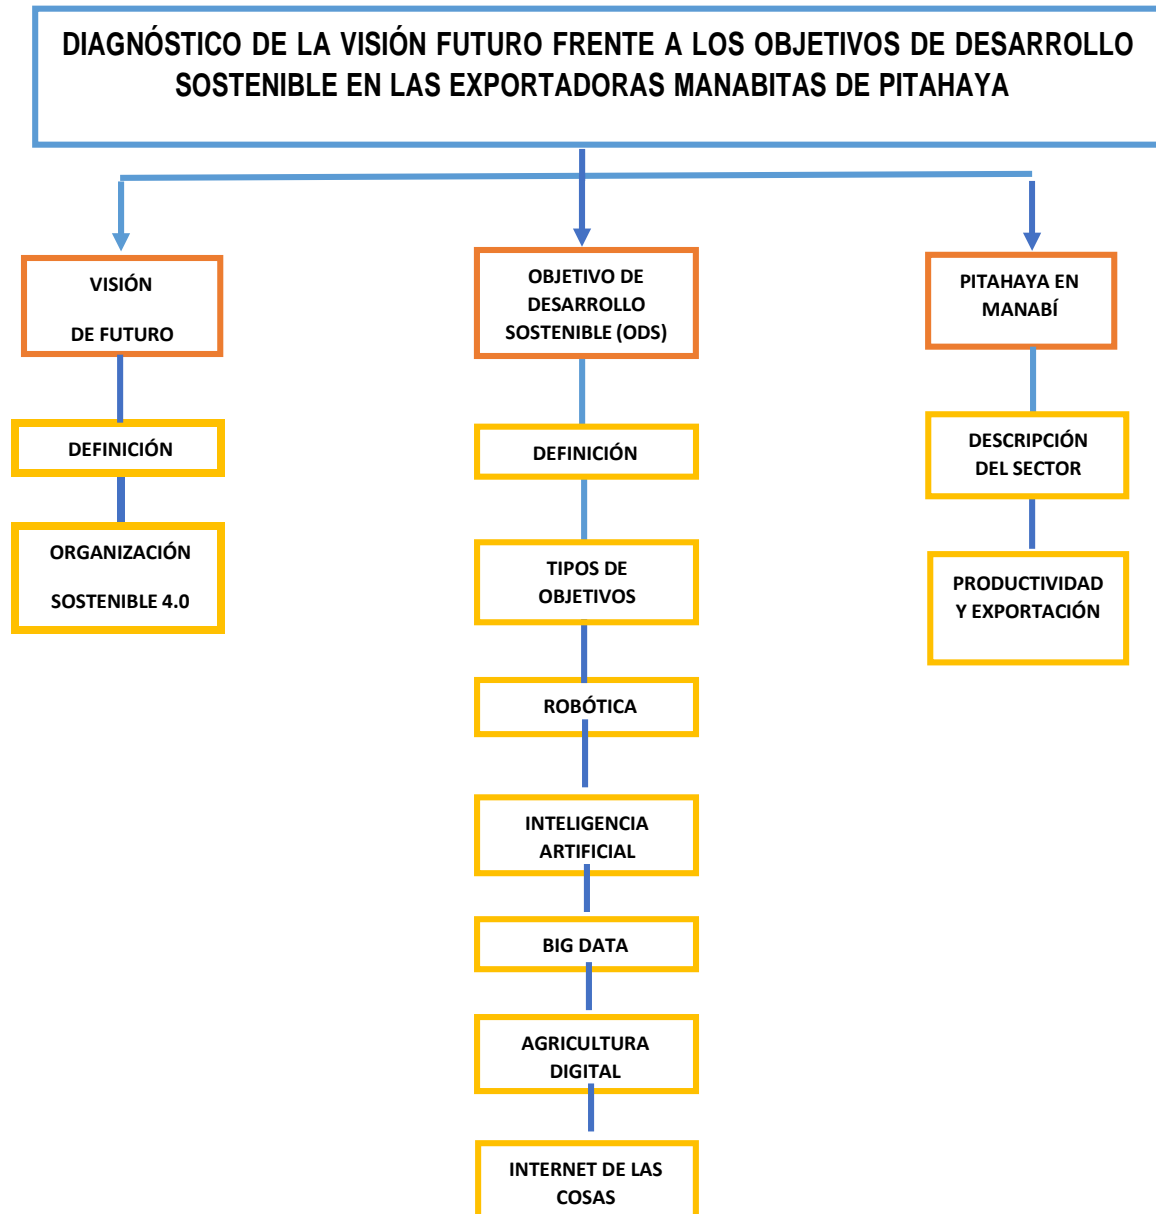 DIAGNÓSTICO DE LA VISIÓN FUTURO FRENTE A LOS OBJETIVOS DE DESARROLLO
SOSTENIBLE EN LAS EXPORTADORAS MANABITAS DE PITAHAYA
VISIÓN
DE FUTURO
DEFINICIÓN
ORGANIZACIÓN
SOSTENIBLE 4.0
OBJETIVO DE
DESARROLLO
SOSTENIBLE (ODS)
DEFINICIÓN
TIPOS DE
OBJETIVOS
ROBÓTICA
INTELIGENCIA
ARTIFICIAL
BIG DATA
AGRICULTURA
DIGITAL
INTERNET DE LAS
COSAS
PITAHAYA EN
MANABÍ
DESCRIPCIÓN
DEL SECTOR
PRODUCTIVIDAD
Y EXPORTACIÓN